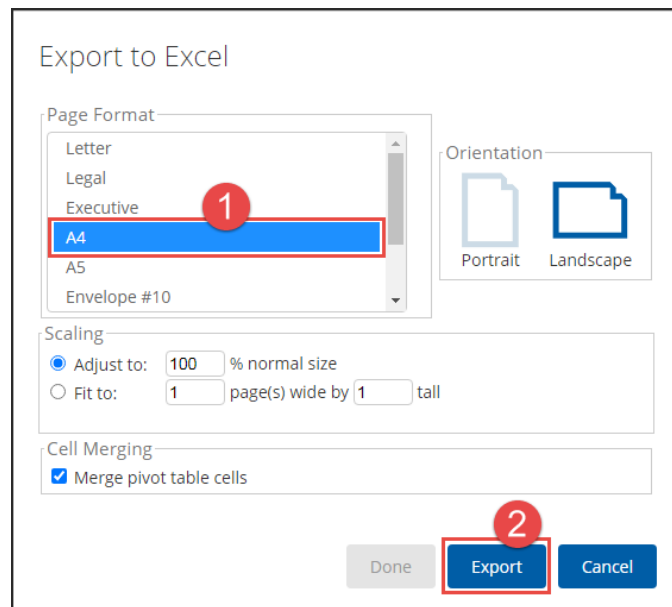 Export to Excel
Page Format
Letter
Legal
Executive
1
A4
A5
Envelope #10
Orientation
Portrait Landscape
Scaling
Adjust to: 100 % normal size
Fit to: 1 page(s) wide by 1 tall
Cell Merging
Merge pivot table cells
2
Done Export Cancel